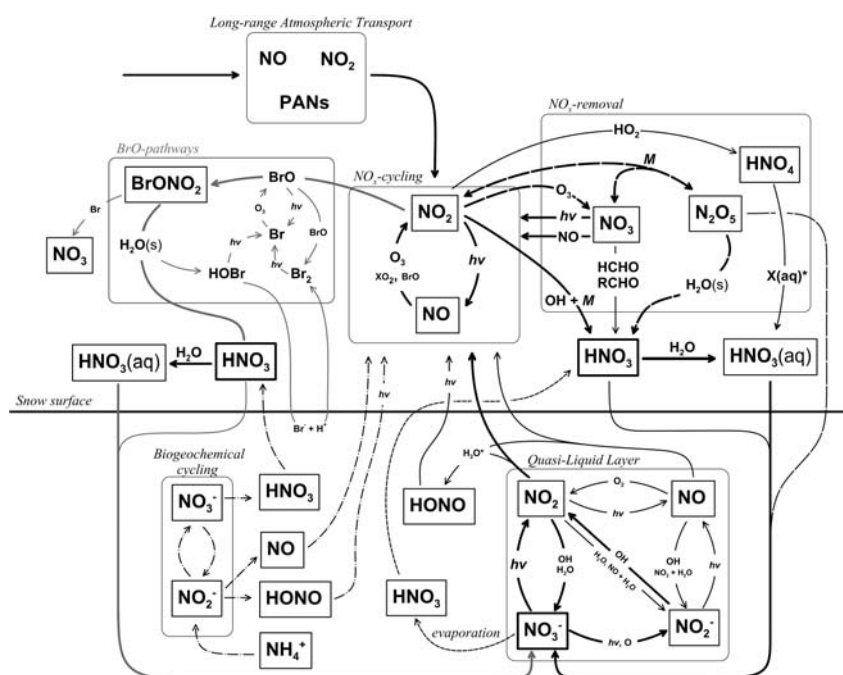 Long-range Atmospheric Transport
NO NO₂
PANs
NOₓ-removal
HO₂
HNO₄
M
O₃
NO₃
N₂O₅
hv
NO
HCHO
RCHO
H₂O(s)
X(aq)*
OH + M
HNO₃
H₂O
HNO₃(aq)
BrO-pathways
BrONO₂
BrO
Br
NO₃
O₃
hv
BrO
Br
hv
hv
Br₂
H₂O(s)
HOBr
NOₓ-cycling
NO₂
O₃
XO₂, BrO
hv
NO
HNO₃(aq)
H₂O
HNO₃
Snow surface
Br⁻ + H⁺
hv
hv
Biogeochemical
cycling
NO₃⁻
HNO₃
NO
NO₂⁻
HONO
NH₄⁺
HONO
HNO₃
evaporation
Quasi-Liquid Layer
NO₂
O₂
hv
NO
hv
OH
H₂O
OH
H₂O, NO + H₂O
OH
NO₂ + H₂O
hv
NO₃⁻
hv, O
NO₂⁻